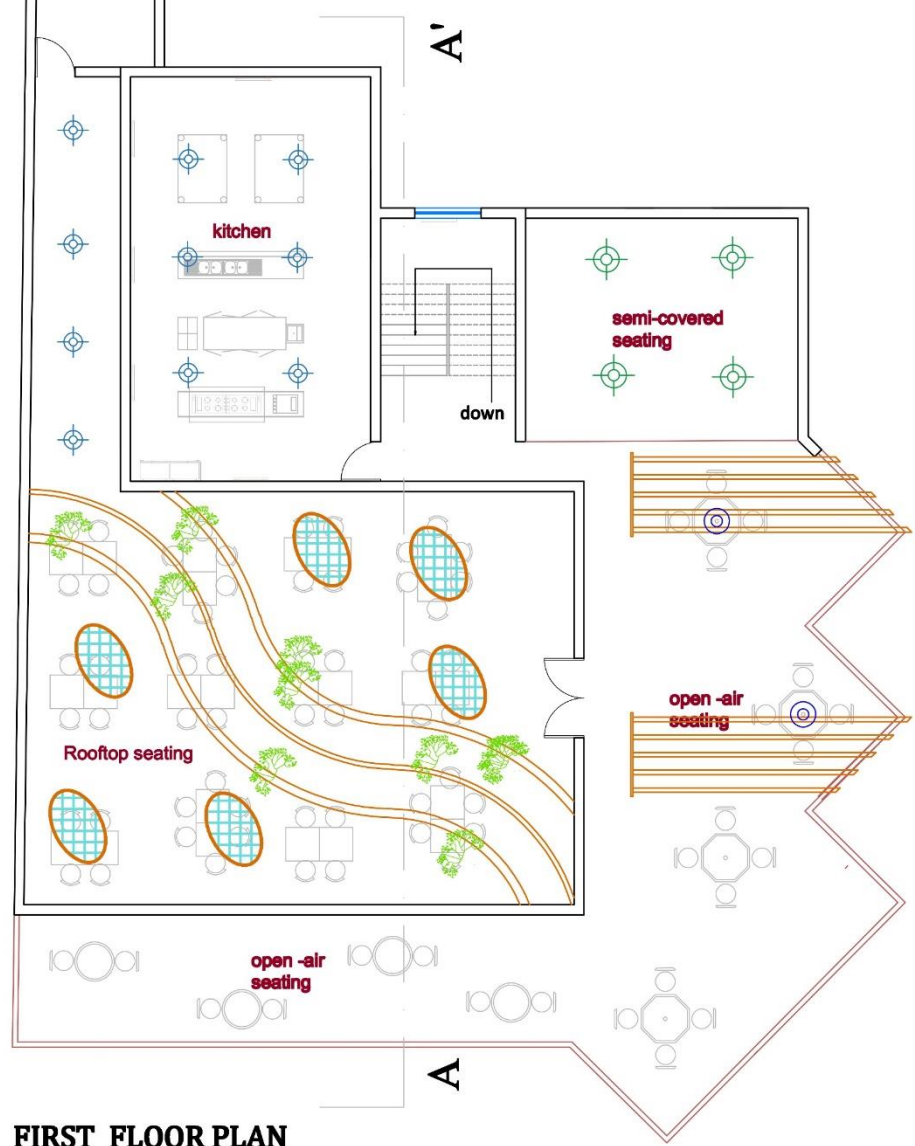 A'
kitchen
semi-covered
seating
down
open -air
seating
Rooftop seating
open -air
seating
A
FIRST FLOOR PLAN